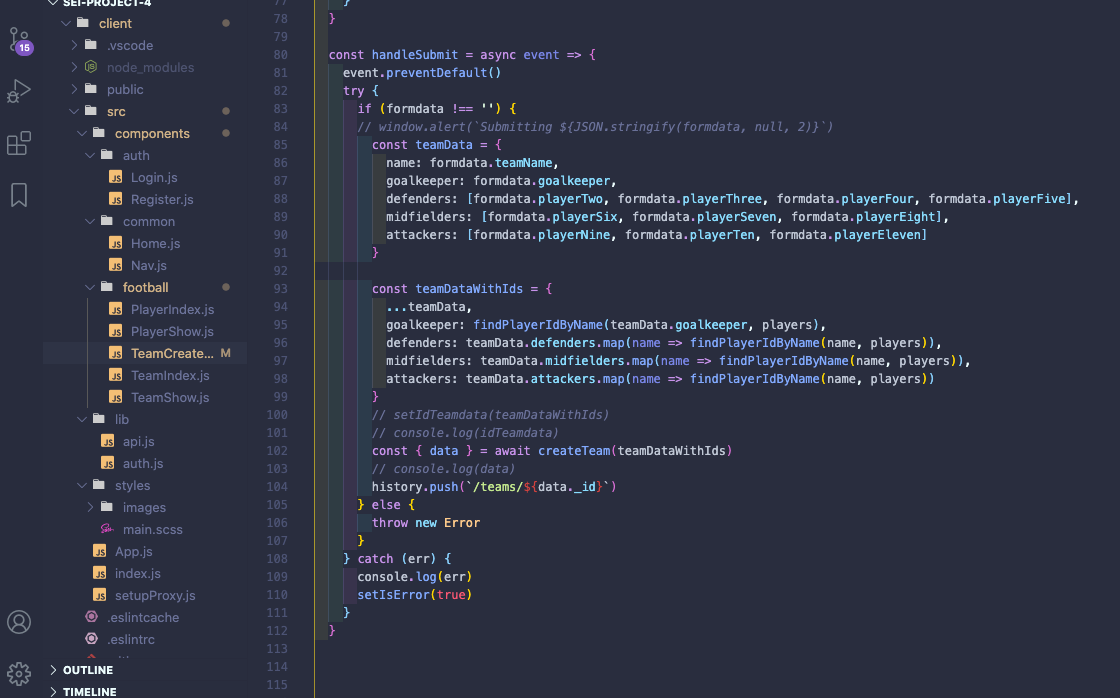 SEI-PROJECT-4
client
.vscode
node_modules
public
src
components
auth
Login.js
Register.js
common
Home.js
Nav.js
football
PlayerIndex.js
PlayerShow.js
TeamCreate... M
TeamIndex.js
TeamShow.js
lib
api.js
auth.js
styles
images
main.scss
App.js
index.js
setupProxy.js
.eslintcache
.eslintrc
OUTLINE
TIMELINE
15
77 }
78 }
79
80 const handleSubmit = async event => {
81 event.preventDefault()
82 try {
83 if (formdata !== '') {
84 // window.alert(`Submitting ${JSON.stringify(formdata, null, 2)}`)
85 const teamData = {
86 name: formdata.teamName,
87 goalkeeper: formdata.goalkeeper,
88 defenders: [formdata.playerTwo, formdata.playerThree, formdata.playerFour, formdata.playerFive],
89 midfielders: [formdata.playerSix, formdata.playerSeven, formdata.playerEight],
90 attackers: [formdata.playerNine, formdata.playerTen, formdata.playerEleven]
91 }
92
93 const teamDataWithIds = {
94 ...teamData,
95 goalkeeper: findPlayerIdByName(teamData.goalkeeper, players),
96 defenders: teamData.defenders.map(name => findPlayerIdByName(name, players)),
97 midfielders: teamData.midfielders.map(name => findPlayerIdByName(name, players)),
98 attackers: teamData.attackers.map(name => findPlayerIdByName(name, players))
99 }
100 // setIdTeamdata(teamDataWithIds)
101 // console.log(idTeamdata)
102 const { data } = await createTeam(teamDataWithIds)
103 // console.log(data)
104 history.push(`/teams/${data._id}`)
105 } else {
106 throw new Error
107 }
108 } catch (err) {
109 console.log(err)
110 setIsError(true)
111 }
112 }
113
114
115